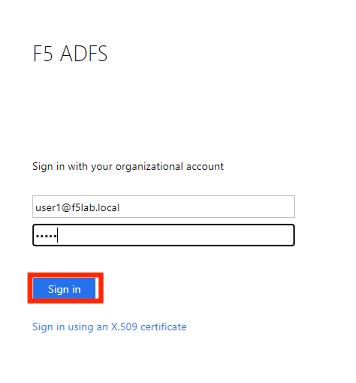 F5 ADFS
Sign in with your organizational account
user1@f5lab.local
•••••
Sign in
Sign in using an X.509 certificate